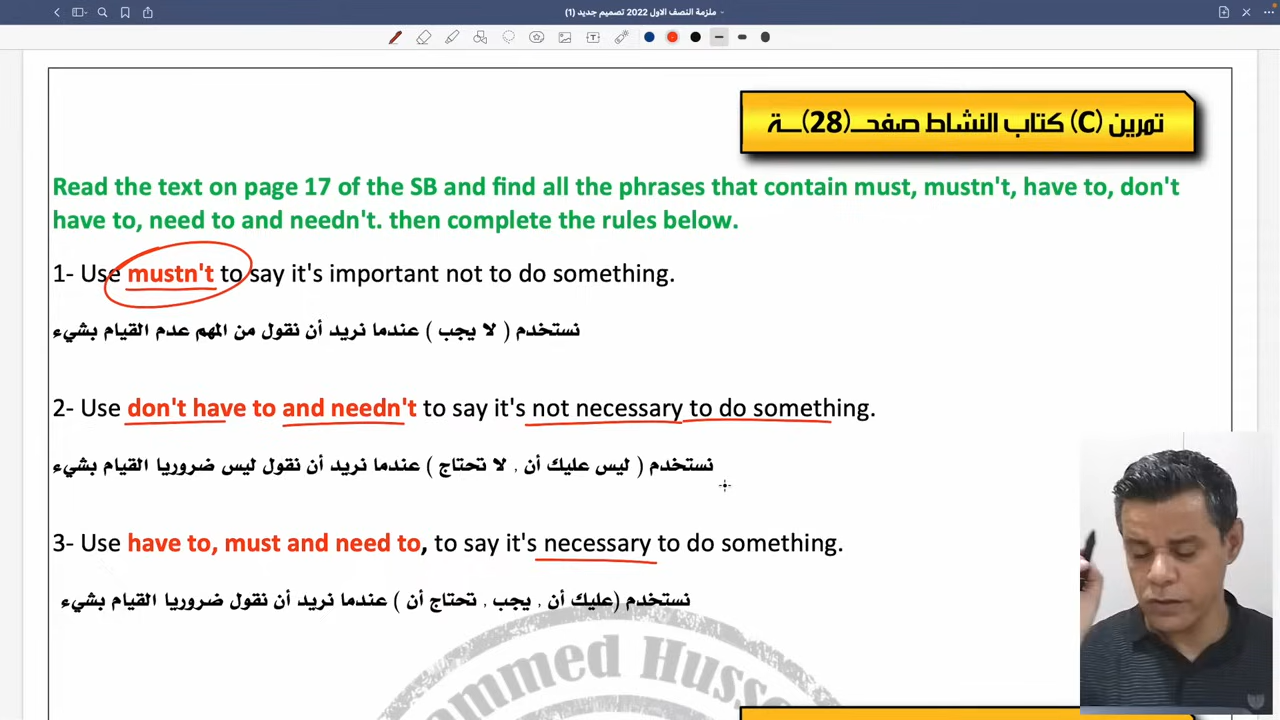 ملزمة النصف الاول 2022 تصميم جديد (1)
تمرين (C) كتاب النشاط صفحـ(28)ـة
Read the text on page 17 of the SB and find all the phrases that contain must, mustn't, have to, don't
have to, need to and needn't. then complete the rules below.
1- Use mustn't to say it's important not to do something.
نستخدم ( لا يجب ) عندما نريد أن نقول من المهم عدم القيام بشيء
2- Use don't have to and needn't to say it's not necessary to do something.
نستخدم ( ليس عليك أن , لا تحتاج ) عندما نريد أن نقول ليس ضروريا القيام بشيء
3- Use have to, must and need to, to say it's necessary to do something.
نستخدم (عليك أن , يجب , تحتاج أن ) عندما نريد أن نقول ضروريا القيام بشيء